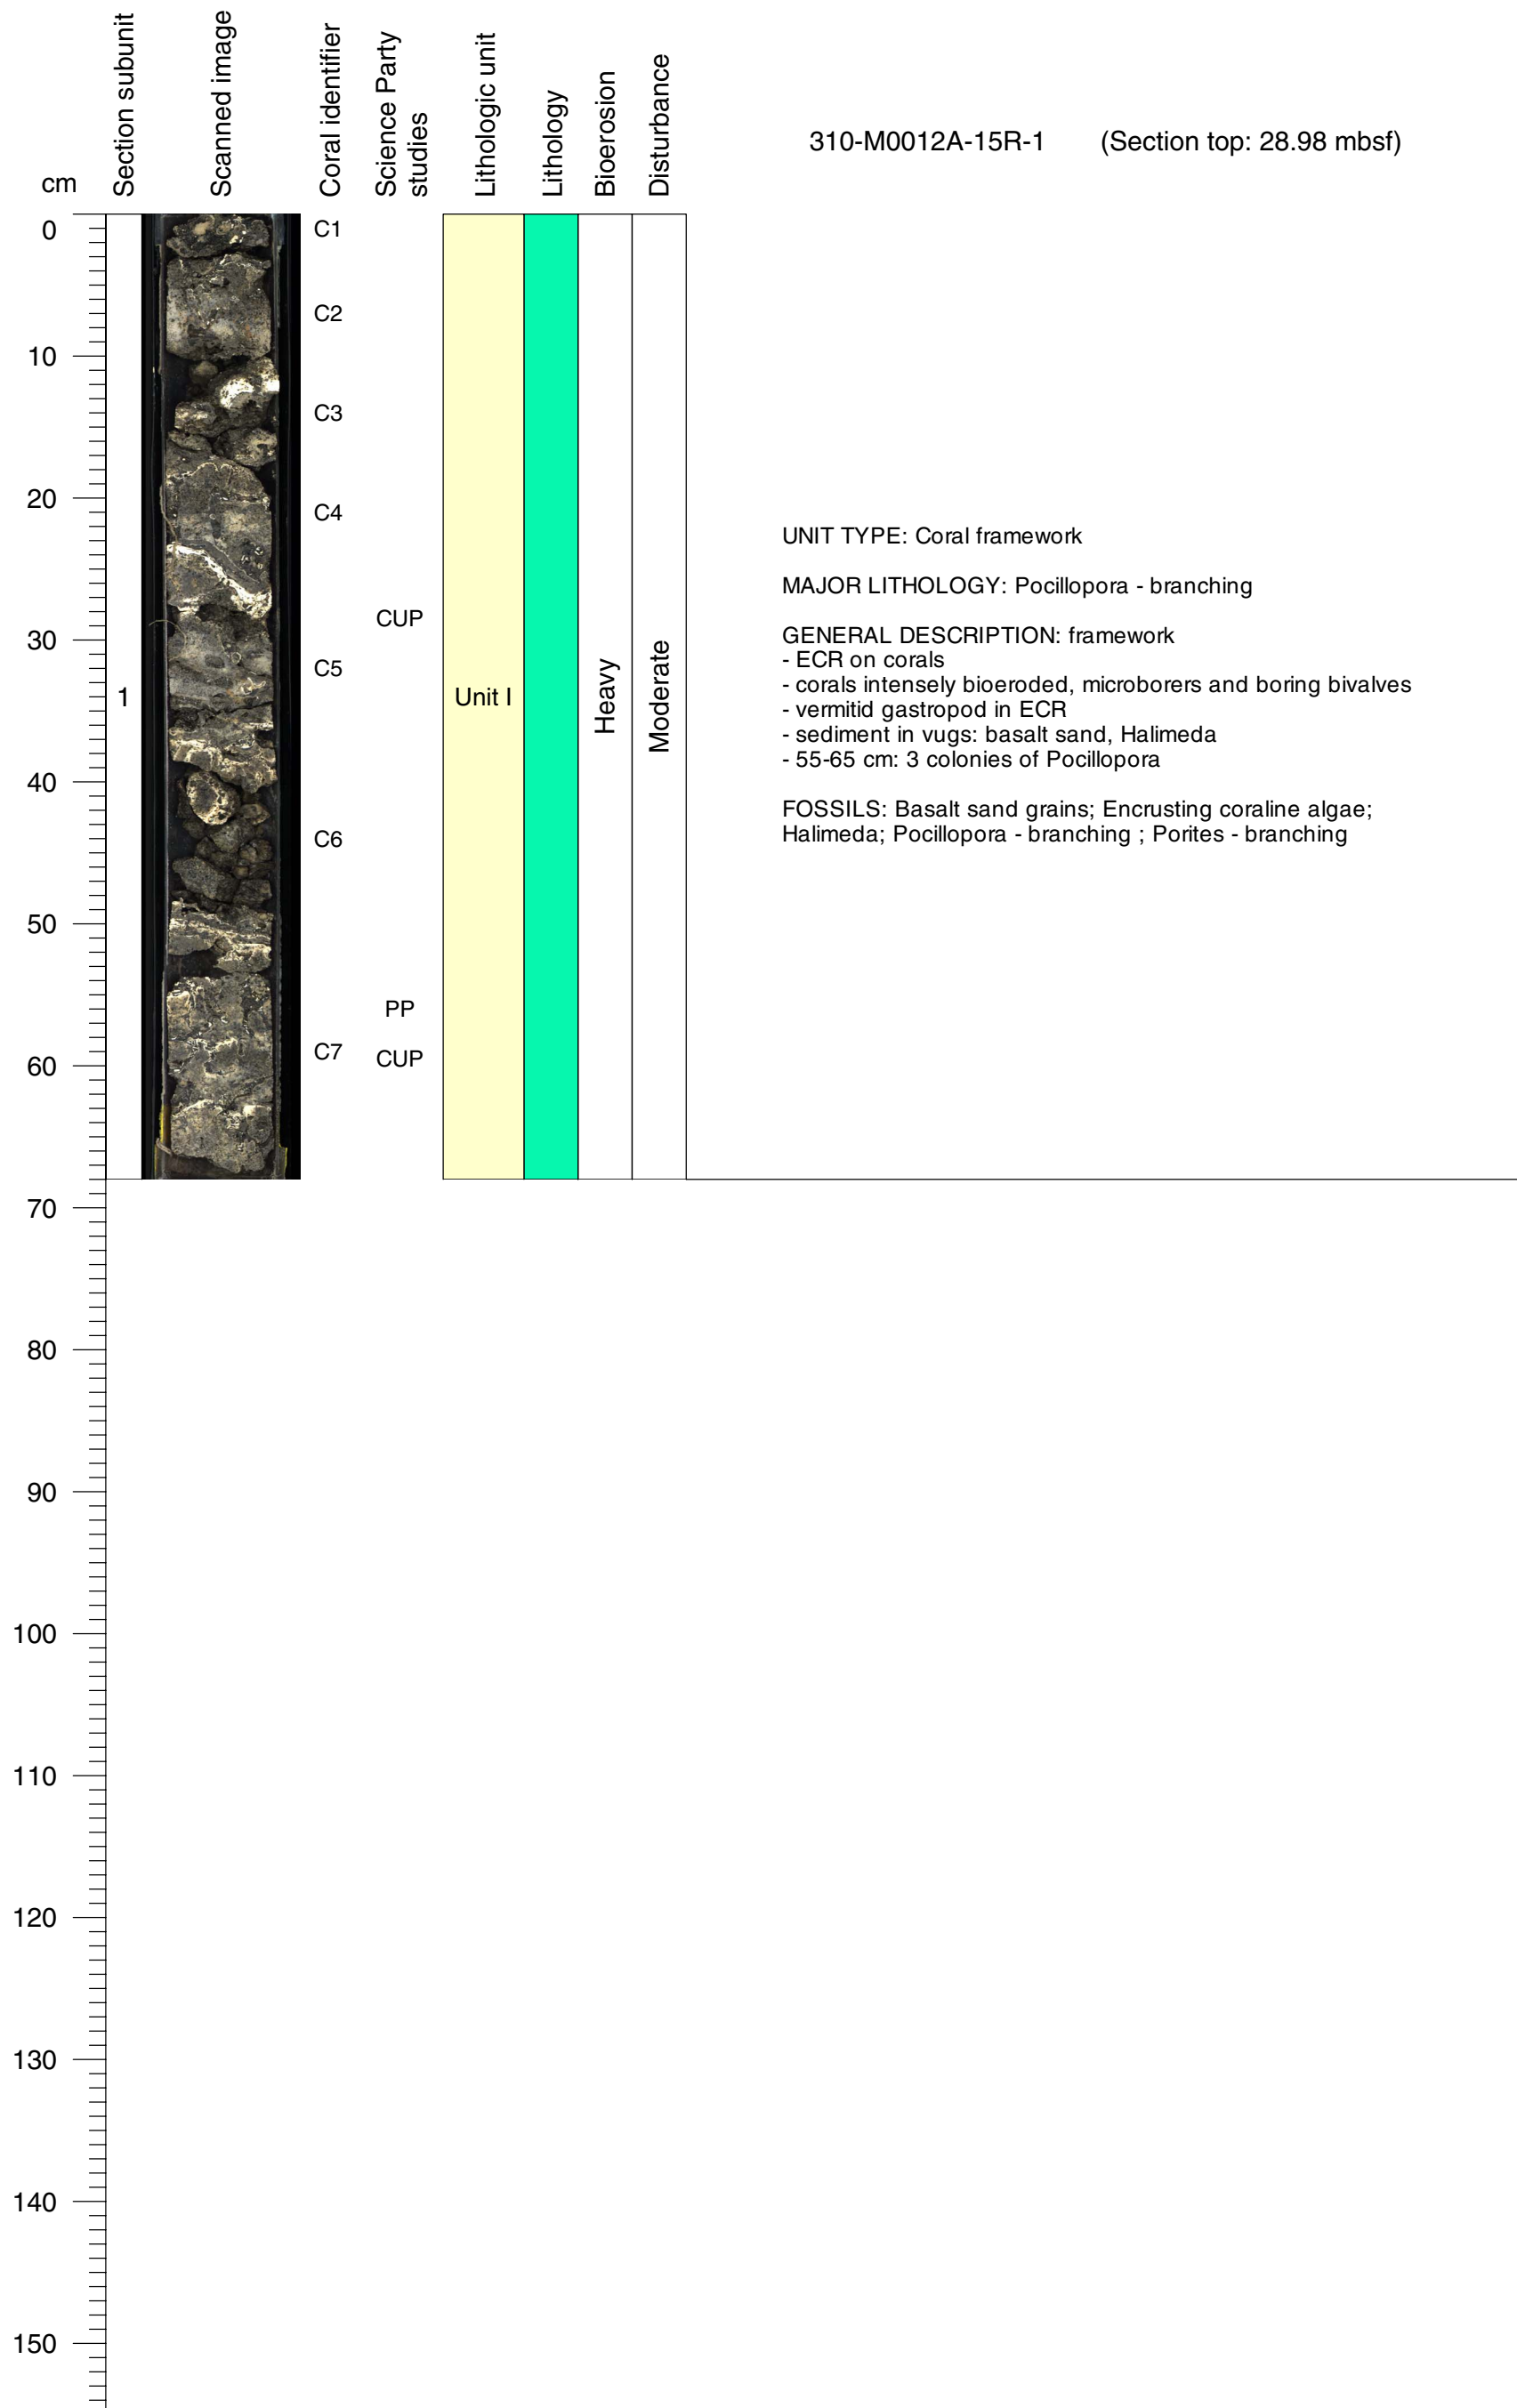 Section subunit
Scanned image
Coral identifier
Science Party
studies
Lithologic unit
Lithology
Bioerosion
Disturbance
310-M0012A-15R-1 (Section top: 28.98 mbsf)
cm
0
C1
C2
10
C3
20
C4
UNIT TYPE: Coral framework
MAJOR LITHOLOGY: Pocillopora - branching
CUP
30
GENERAL DESCRIPTION: framework
- ECR on corals
C5
- corals intensely bioeroded, microborers and boring bivalves
1
Unit I
Heavy
Moderate
- vermitid gastropod in ECR
- sediment in vugs: basalt sand, Halimeda
- 55-65 cm: 3 colonies of Pocillopora
40
FOSSILS: Basalt sand grains; Encrusting coraline algae;
Halimeda; Pocillopora - branching ; Porites - branching
C6
50
PP
C7
CUP
60
70
80
90
100
110
120
130
140
150